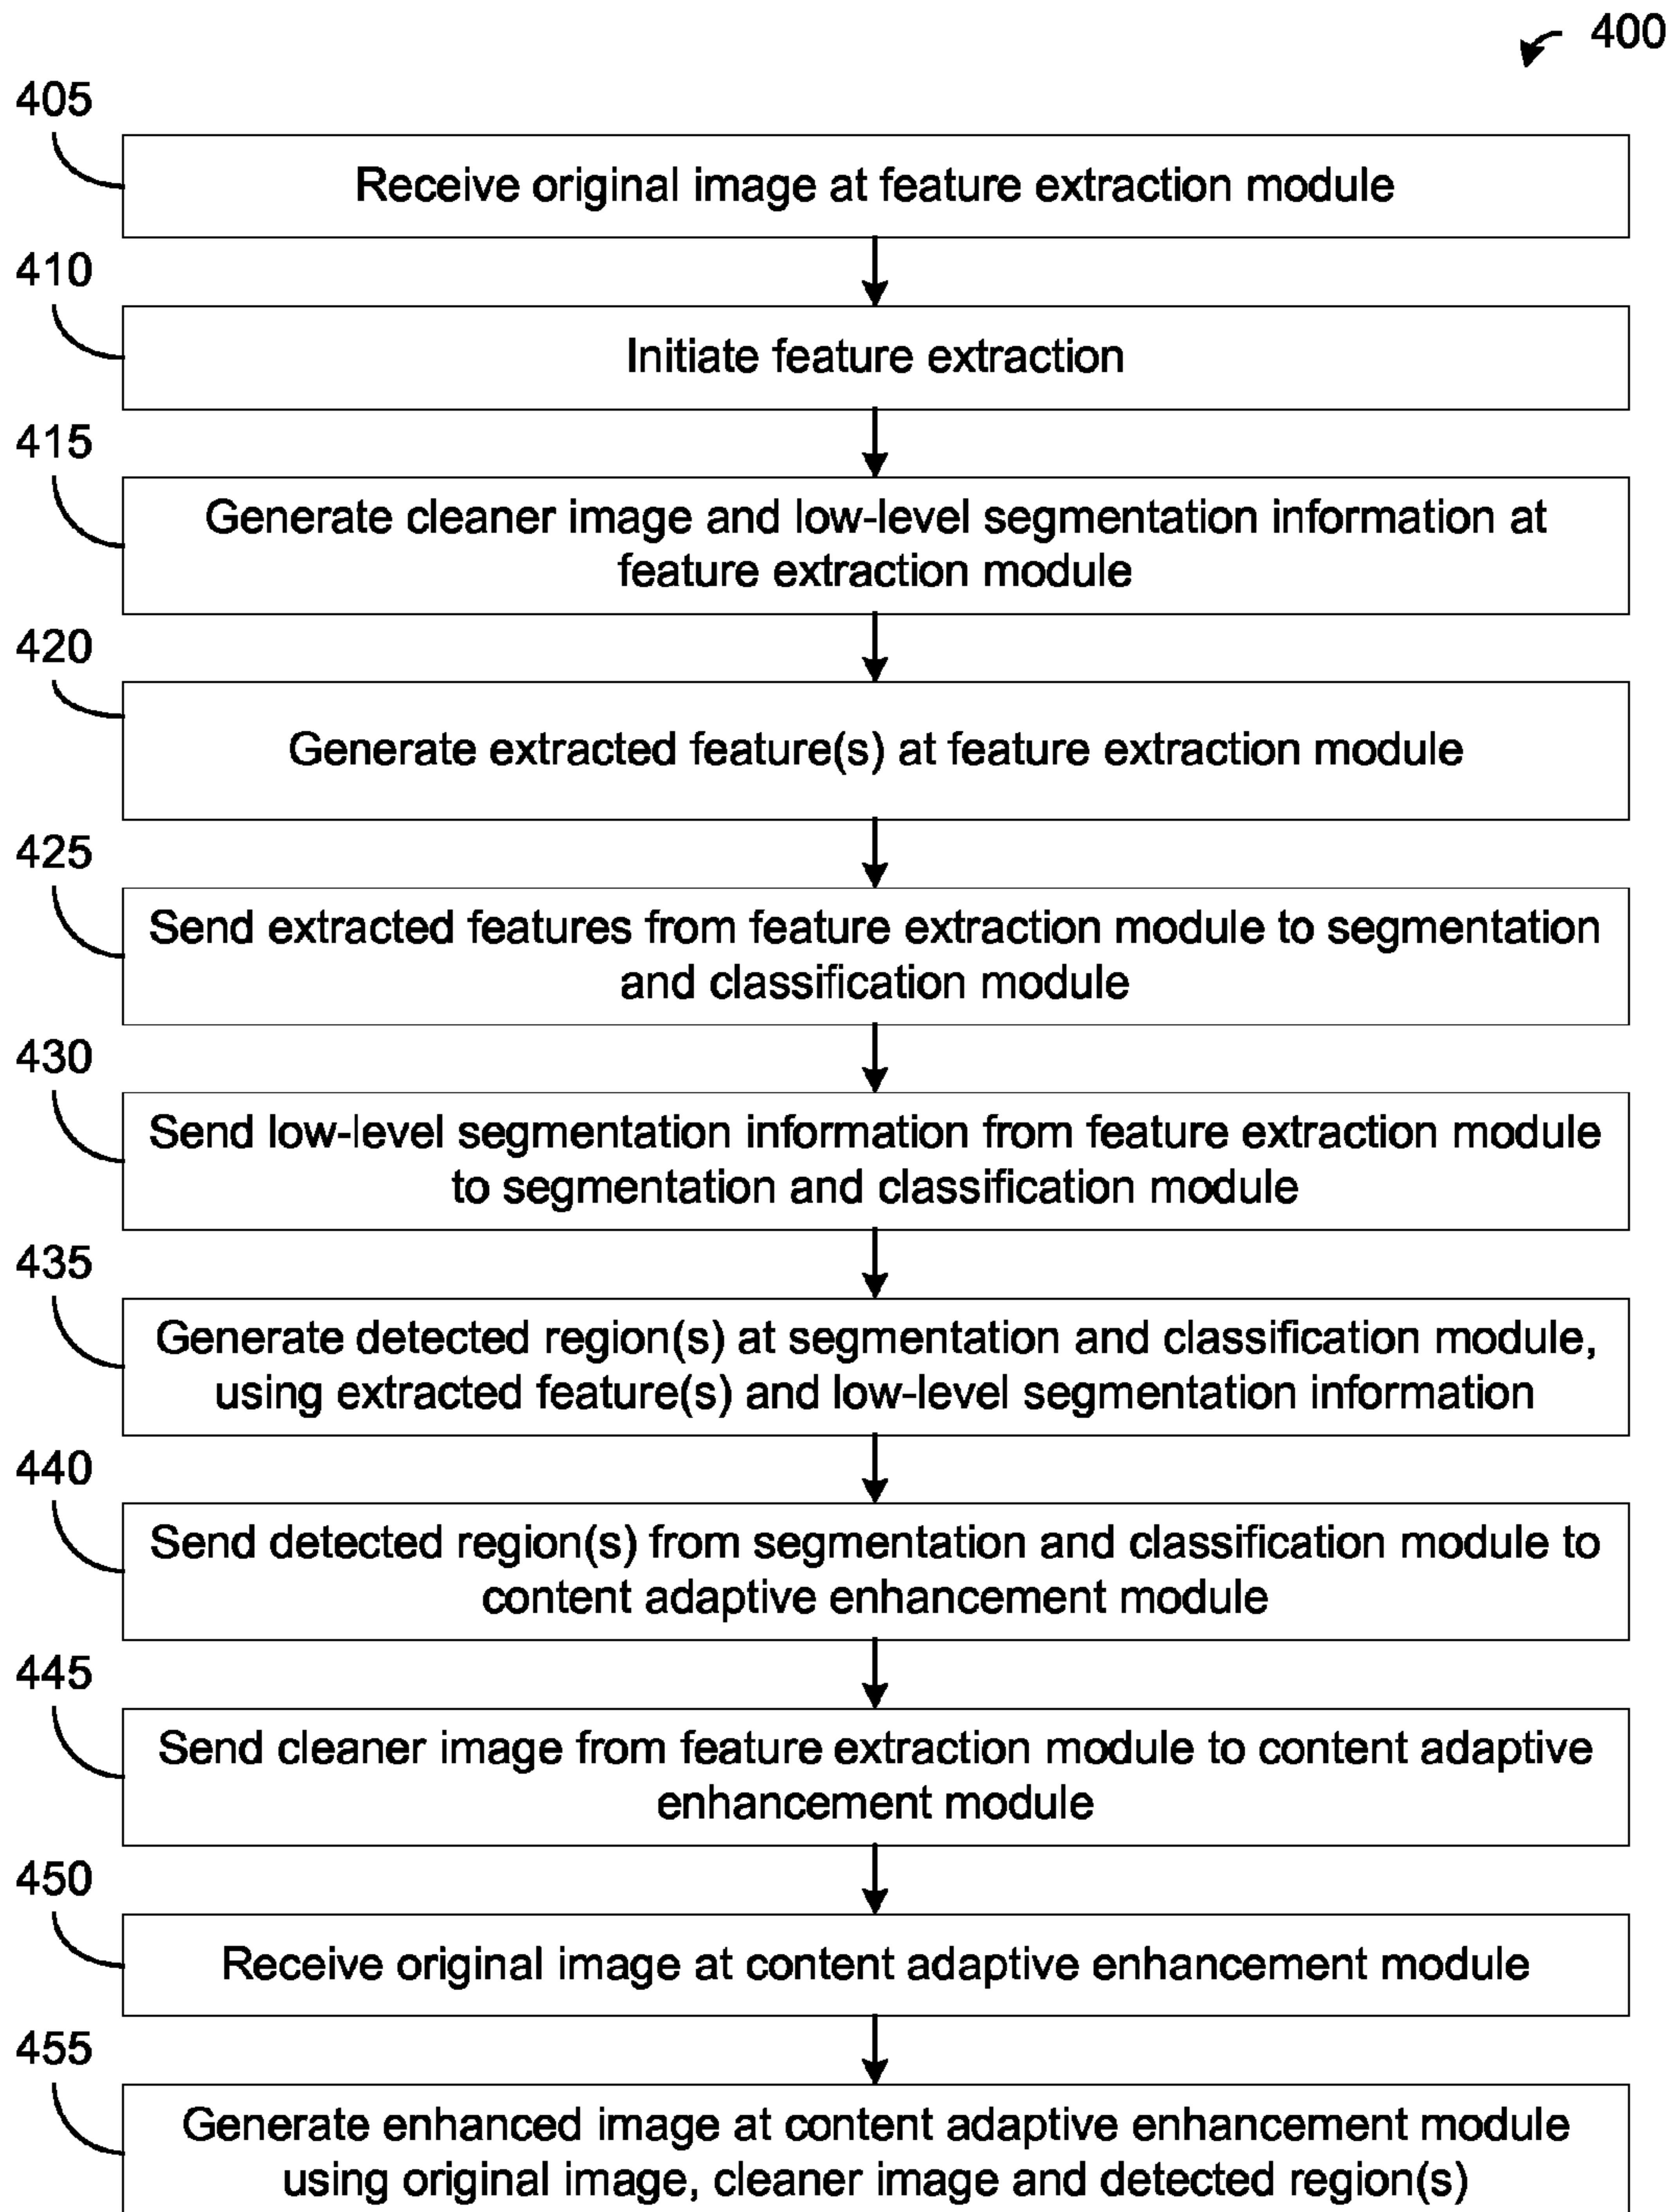 400
405
Receive original image at feature extraction module
410
Initiate feature extraction
415
Generate cleaner image and low-level segmentation information at
feature extraction module
420
Generate extracted feature(s) at feature extraction module
425
Send extracted features from feature extraction module to segmentation
and classification module
430
Send low-level segmentation information from feature extraction module
to segmentation and classification module
435
Generate detected region(s) at segmentation and classification module,
using extracted feature(s) and low-level segmentation information
440
Send detected region(s) from segmentation and classification module to
content adaptive enhancement module
445
Send cleaner image from feature extraction module to content adaptive
enhancement module
450
Receive original image at content adaptive enhancement module
455
Generate enhanced image at content adaptive enhancement module
using original image, cleaner image and detected region(s)